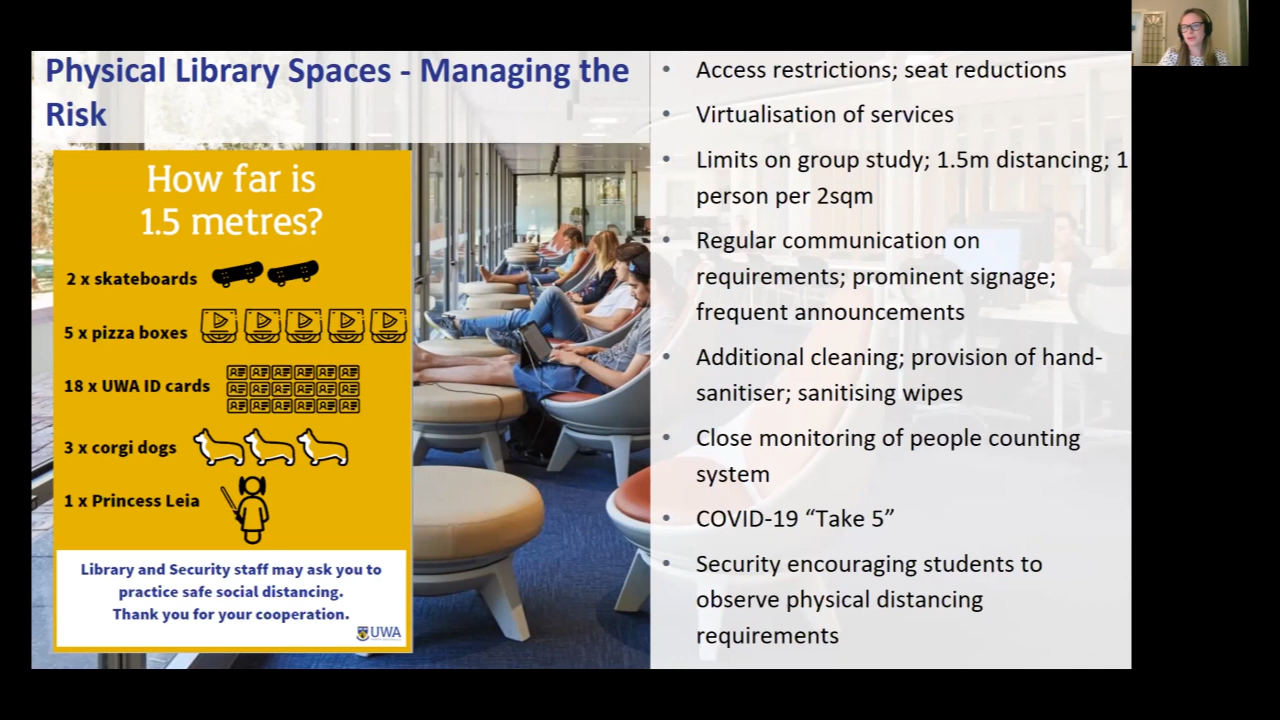 Physical Library Spaces - Managing the
Risk
How far is
1.5 metres?
2 x skateboards
5 x pizza boxes
18 x UWA ID cards
3 x corgi dogs
1 x Princess Leia
Library and Security staff may ask you to
practice safe social distancing.
Thank you for your cooperation.
UWA
• Access restrictions; seat reductions
• Virtualisation of services
• Limits on group study; 1.5m distancing; 1
person per 2sqm
• Regular communication on
requirements; prominent signage;
frequent announcements
• Additional cleaning; provision of hand-
sanitiser; sanitising wipes
• Close monitoring of people counting
system
• COVID-19 “Take 5”
• Security encouraging students to
observe physical distancing
requirements